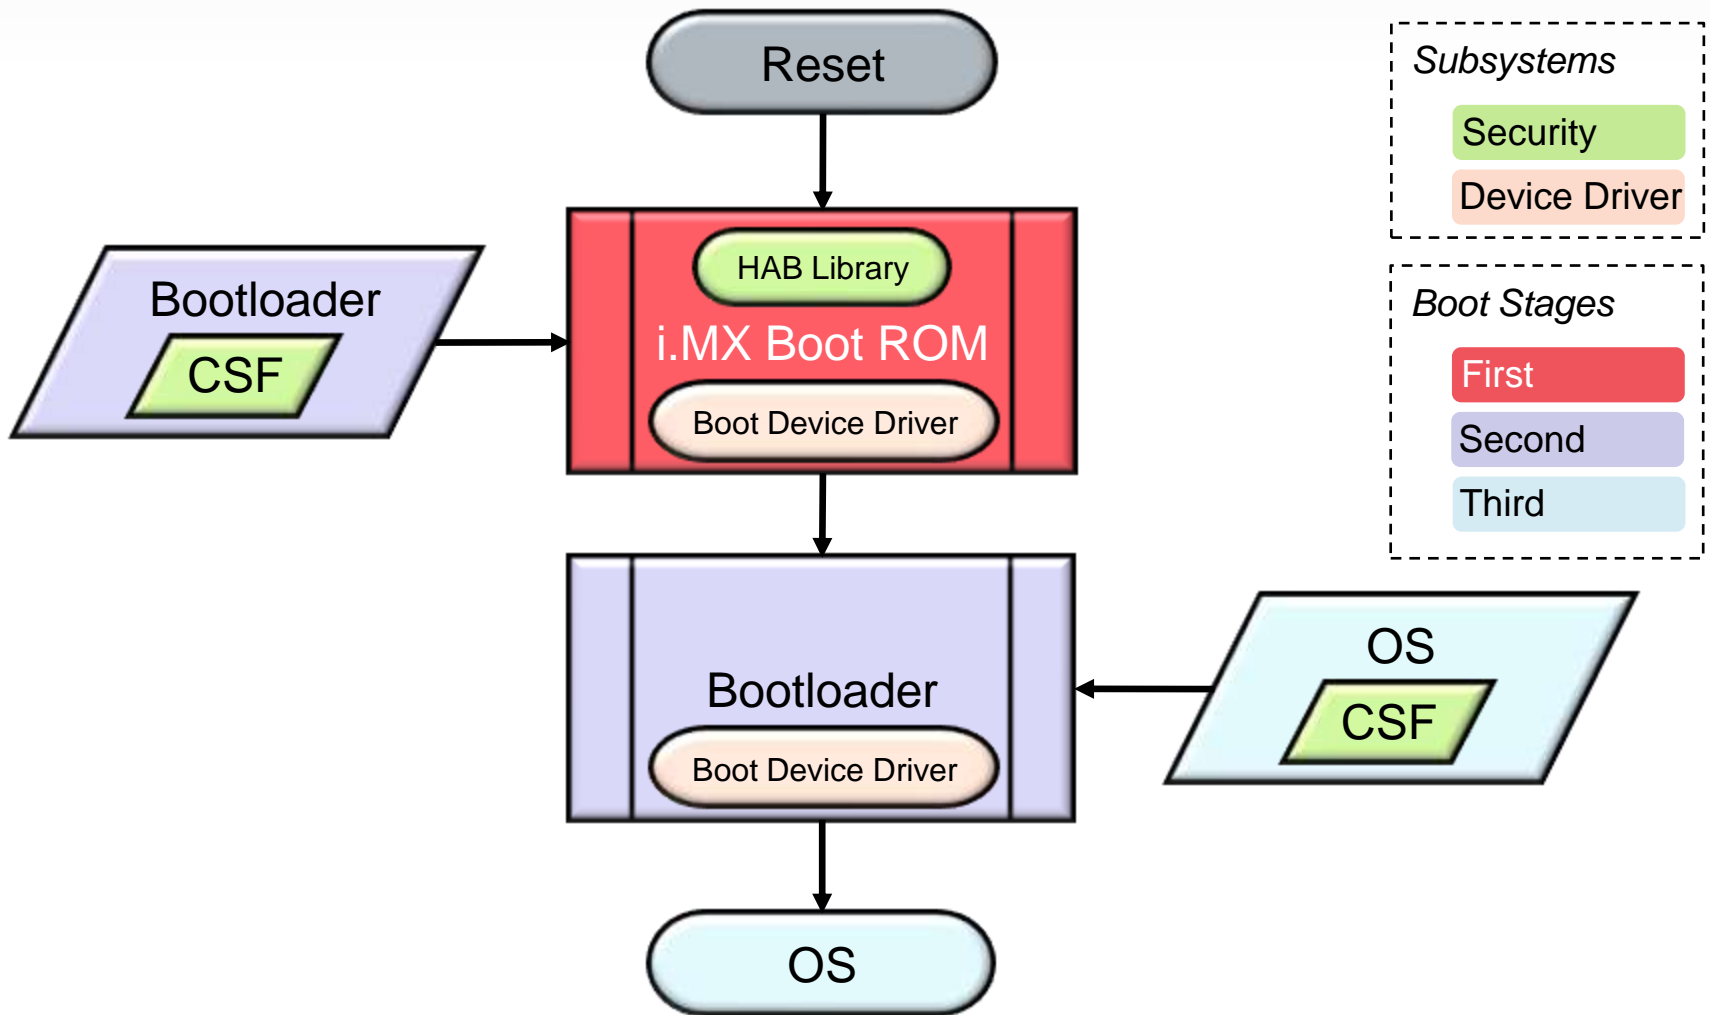 Reset
Subsystems
Security
Device Driver
HAB Library
Bootloader
CSF
i.MX Boot ROM
Boot Device Driver
Boot Stages
First
Second
Third
Bootloader
Boot Device Driver
OS
CSF
OS